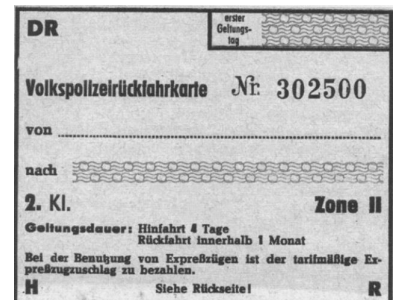 DR
erster
Geltungs-
tag
Volkspolizeirückfahrkarte Nr. 302500
von
nach
2. Kl. Zone II
Geltungsdauer: Hinfahrt 4 Tage
Rückfahrt innerhalb 1 Monat
Bei der Benutzung von Expreßzügen ist der tarifmäßige Ex-
preßzugzuschlag zu bezahlen.
H Siehe Rückseite! R